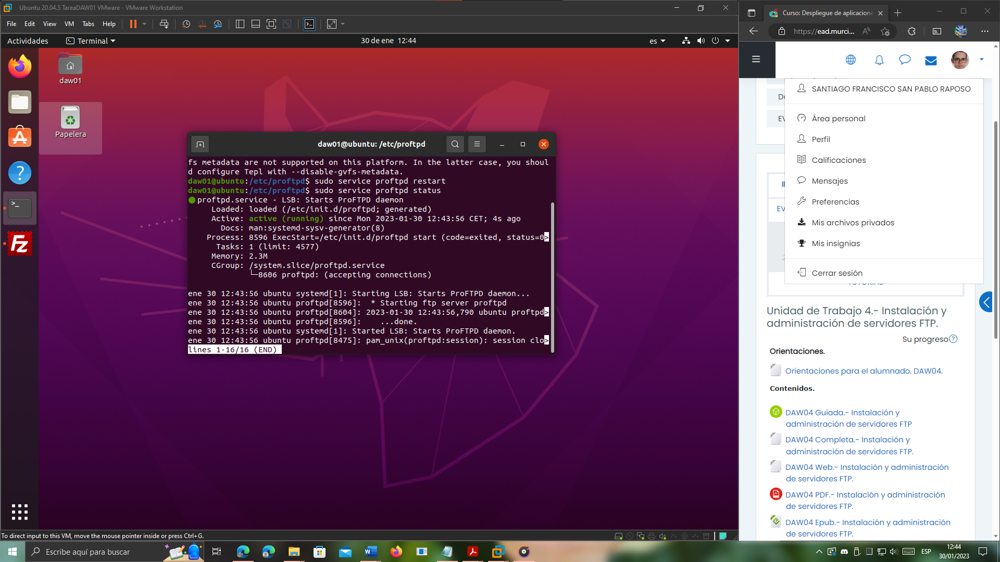 Ubuntu 20.04.5 TareaDAW01 VMware - VMware Workstation
File Edit View VM Tabs Help
Actividades Terminal 30 de ene 12:44 es
daw01
Papelera
daw01@ubuntu: /etc/proftpd
fs metadata are not supported on this platform. In the latter case, you shoul
d configure Tepl with --disable-gvfs-metadata.
daw01@ubuntu:/etc/proftpd$ sudo service proftpd restart
daw01@ubuntu:/etc/proftpd$ sudo service proftpd status
proftpd.service - LSB: Starts ProFTPD daemon
Loaded: loaded (/etc/init.d/proftpd; generated)
Active: active (running) since Mon 2023-01-30 12:43:56 CET; 4s ago
Docs: man:systemd-sysv-generator(8)
Process: 8596 ExecStart=/etc/init.d/proftpd start (code=exited, status=0>
Tasks: 1 (limit: 4577)
Memory: 2.3M
CGroup: /system.slice/proftpd.service
└─8606 proftpd: (accepting connections)
ene 30 12:43:56 ubuntu systemd[1]: Starting LSB: Starts ProFTPD daemon...
ene 30 12:43:56 ubuntu proftpd[8596]:  * Starting ftp server proftpd
ene 30 12:43:56 ubuntu proftpd[8604]: 2023-01-30 12:43:56,790 ubuntu proftpd>
ene 30 12:43:56 ubuntu proftpd[8596]:    ...done.
ene 30 12:43:56 ubuntu systemd[1]: Started LSB: Starts ProFTPD daemon.
ene 30 12:43:56 ubuntu proftpd[8475]: pam_unix(proftpd:session): session clo>
lines 1-16/16 (END)
To direct input to this VM, move the mouse pointer inside or press Ctrl+G.
Curso: Despliegue de aplicacione
https://ead.murci...
SANTIAGO FRANCISCO SAN PABLO RAPOSO
Área personal
Perfil
Calificaciones
Mensajes
Preferencias
Mis archivos privados
Mis insignias
Cerrar sesión
Unidad de Trabajo 4.- Instalación y
administración de servidores FTP.
Su progreso
Orientaciones.
Orientaciones para el alumnado. DAW04.
Contenidos.
DAW04 Guiada.- Instalación y
administración de servidores FTP
DAW04 Completa.- Instalación y
administración de servidores FTP.
DAW04 Web.- Instalación y administración
de servidores FTP.
DAW04 PDF.- Instalación y administración
de servidores FTP.
DAW04 Epub.- Instalación y administración
de servidores FTP.
Escribe aquí para buscar
ESP
12:44
30/01/2023